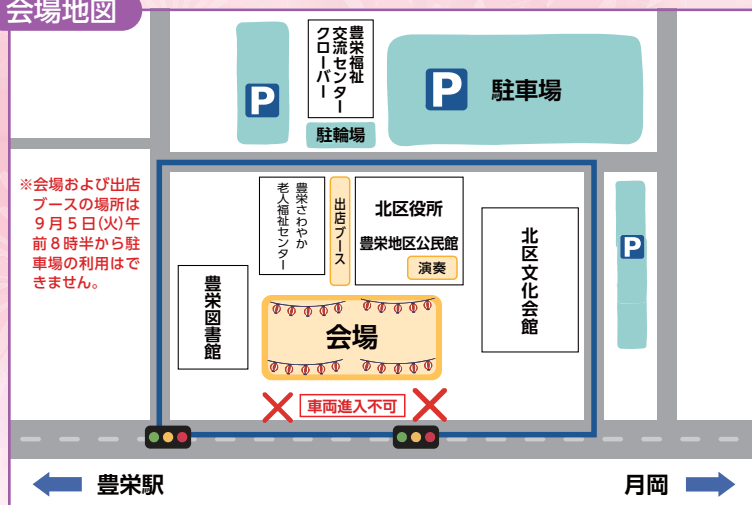 会場地図
P
豊栄福祉
交流センター
クローバー
駐輪場
P
駐車場
※会場および出店
ブースの場所は
９月５日(火)午
前８時半から駐
車場の利用はで
きません。
豊栄さわやか
老人福祉センター
出店ブース
北区役所
豊栄地区公民館
演奏
北区文化会館
P
豊栄図書館
会場
車両進入不可
豊栄駅
月岡